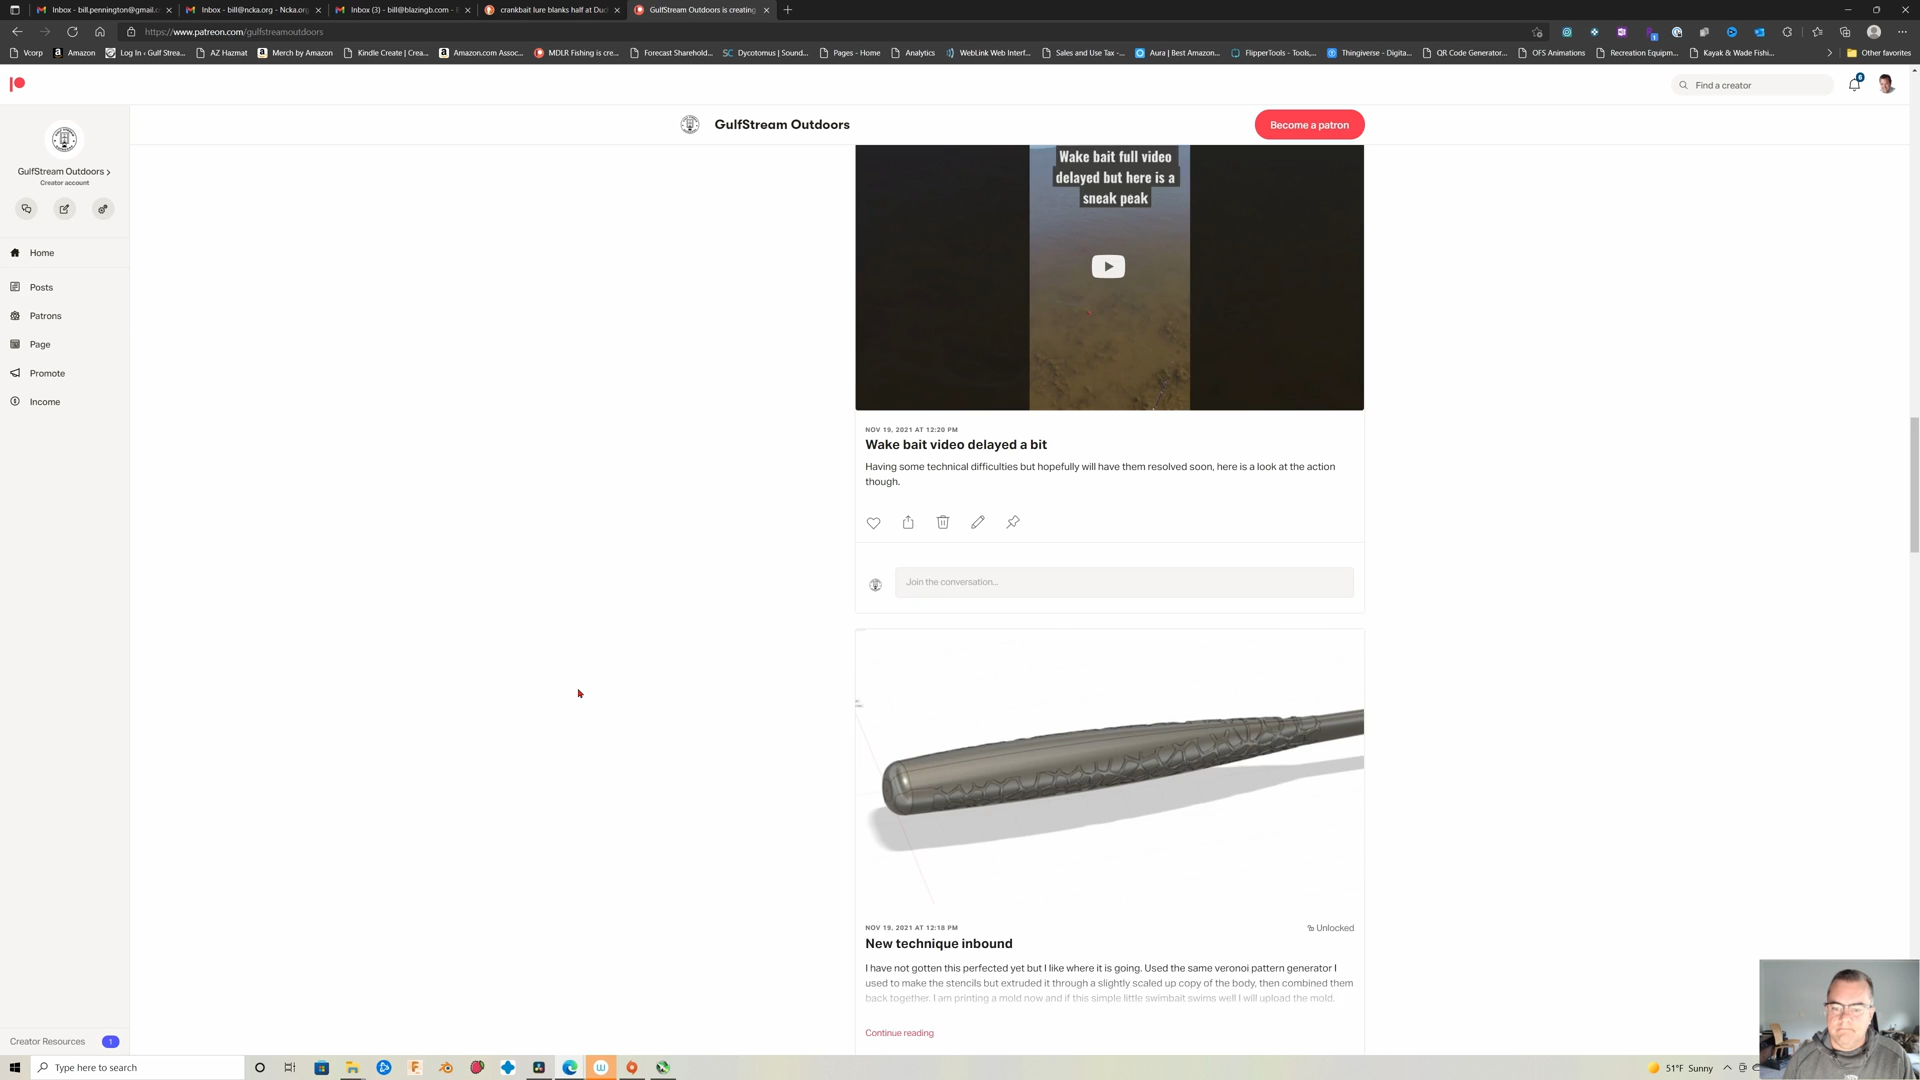 Inbox - bill.pennington@gmail.c
Inbox - bill@ncka.org - Ncka.org
Inbox (3) - bill@blazingb.com - F
crankbait lure blanks half at Duc
GulfStream Outdoors is creating
https://www.patreon.com/gulfstreamoutdoors
Vcorp
Amazon
Log In ‹ Gulf Strea...
AZ Hazmat
Merch by Amazon
Kindle Create | Crea...
Amazon.com Assoc...
MDLR Fishing is cre...
Forecast Sharehold...
Dycotomus | Sound...
Pages - Home
Analytics
WebLink Web Interf...
Sales and Use Tax -...
Aura | Best Amazon...
FlipperTools - Tools,...
Thingiverse - Digita...
QR Code Generator...
OFS Animations
Recreation Equipm...
Kayak & Wade Fishi...
Other favorites
Find a creator
6
GulfStream Outdoors
Become a patron
GulfStream Outdoors
Creator account
Home
Posts
Patrons
Page
Promote
Income
Wake bait full video
delayed but here is a
sneak peak
NOV 19, 2021 AT 12:20 PM
Wake bait video delayed a bit
Having some technical difficulties but hopefully will have them resolved soon, here is a look at the action
though.
Join the conversation...
NOV 19, 2021 AT 12:18 PM
Unlocked
New technique inbound
I have not gotten this perfected yet but I like where it is going. Used the same veronoi pattern generator I
used to make the stencils but extruded it through a slightly scaled up copy of the body, then combined them
back together. I am printing a mold now and if this simple little swimbait swims well I will upload the mold.
Continue reading
Creator Resources
1
Type here to search
51°F Sunny